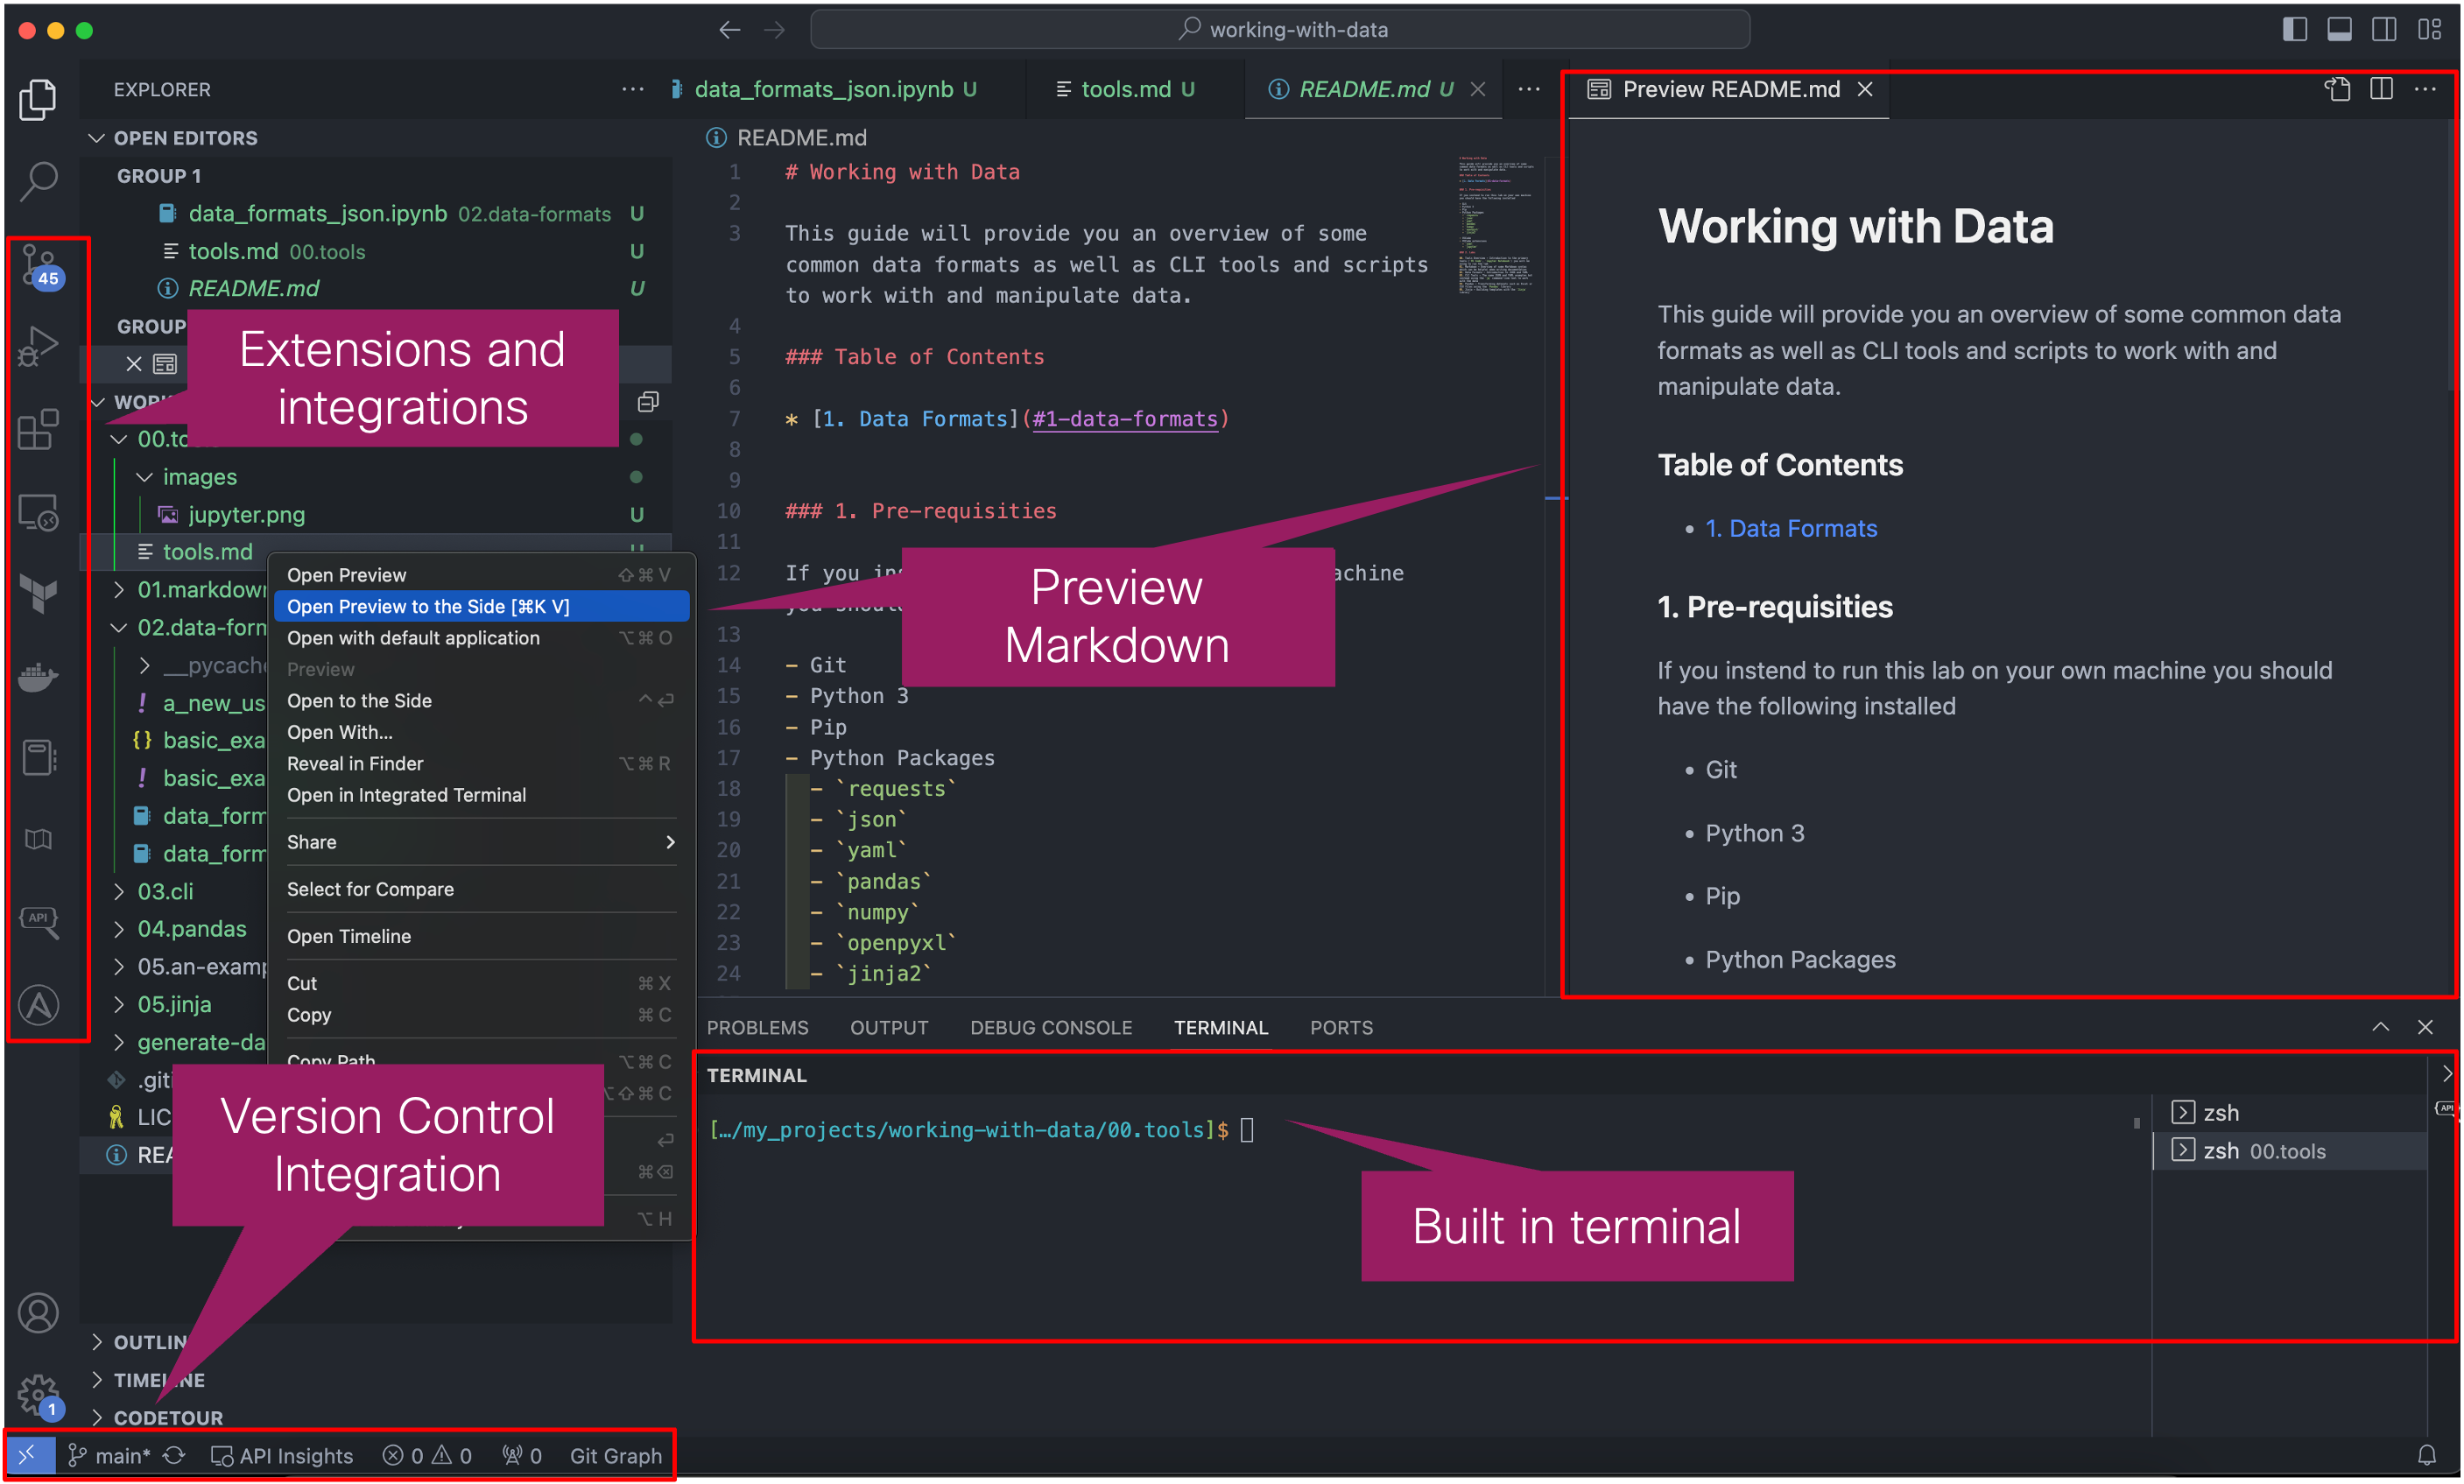 working-with-data
EXPLORER
data_formats_json.ipynb U
tools.md U
README.md U
Preview README.md
OPEN EDITORS
GROUP 1
data_formats_json.ipynb 02.data-formats U
tools.md 00.tools U
README.md U
GROUP
Extensions and
integrations
00.to
images
jupyter.png U
tools.md
01.markdown
02.data-form
__pycache
a_new_us
basic_exa
basic_exa
data_form
data_form
03.cli
04.pandas
05.an-examp
05.jinja
generate-da
.giti
LIC
REA
Open Preview ⇧⌘V
Open Preview to the Side [⌘K V]
Open with default application ⌥⌘O
Preview
Open to the Side ^⏎
Open With...
Reveal in Finder ⌥⌘R
Open in Integrated Terminal
Share
Select for Compare
Open Timeline
Cut ⌘X
Copy ⌘C
Copy Path ⌥⌘C
⌥⇧⌘C
⏎
⌘⌫
⌥H
Version Control
Integration
OUTLIN
TIMELINE
CODETOUR
45
API
1
README.md
1 # Working with Data
2
3 This guide will provide you an overview of some
common data formats as well as CLI tools and scripts
to work with and manipulate data.
4
5 ### Table of Contents
6
7 * [1. Data Formats](#1-data-formats)
8
9
10 ### 1. Pre-requisities
11
12 If you ins achine
you shou
13
14 - Git
15 - Python 3
16 - Pip
17 - Python Packages
18 - `requests`
19 - `json`
20 - `yaml`
21 - `pandas`
22 - `numpy`
23 - `openpyxl`
24 - `jinja2`
Preview
Markdown
Working with Data
This guide will provide you an overview of some common data
formats as well as CLI tools and scripts to work with and
manipulate data.
Table of Contents
• 1. Data Formats
1. Pre-requisities
If you instend to run this lab on your own machine you should
have the following installed
• Git
• Python 3
• Pip
• Python Packages
PROBLEMS OUTPUT DEBUG CONSOLE TERMINAL PORTS
TERMINAL
[…/my_projects/working-with-data/00.tools]$
zsh
zsh 00.tools
Built in terminal
main* API Insights 0 0 0 Git Graph